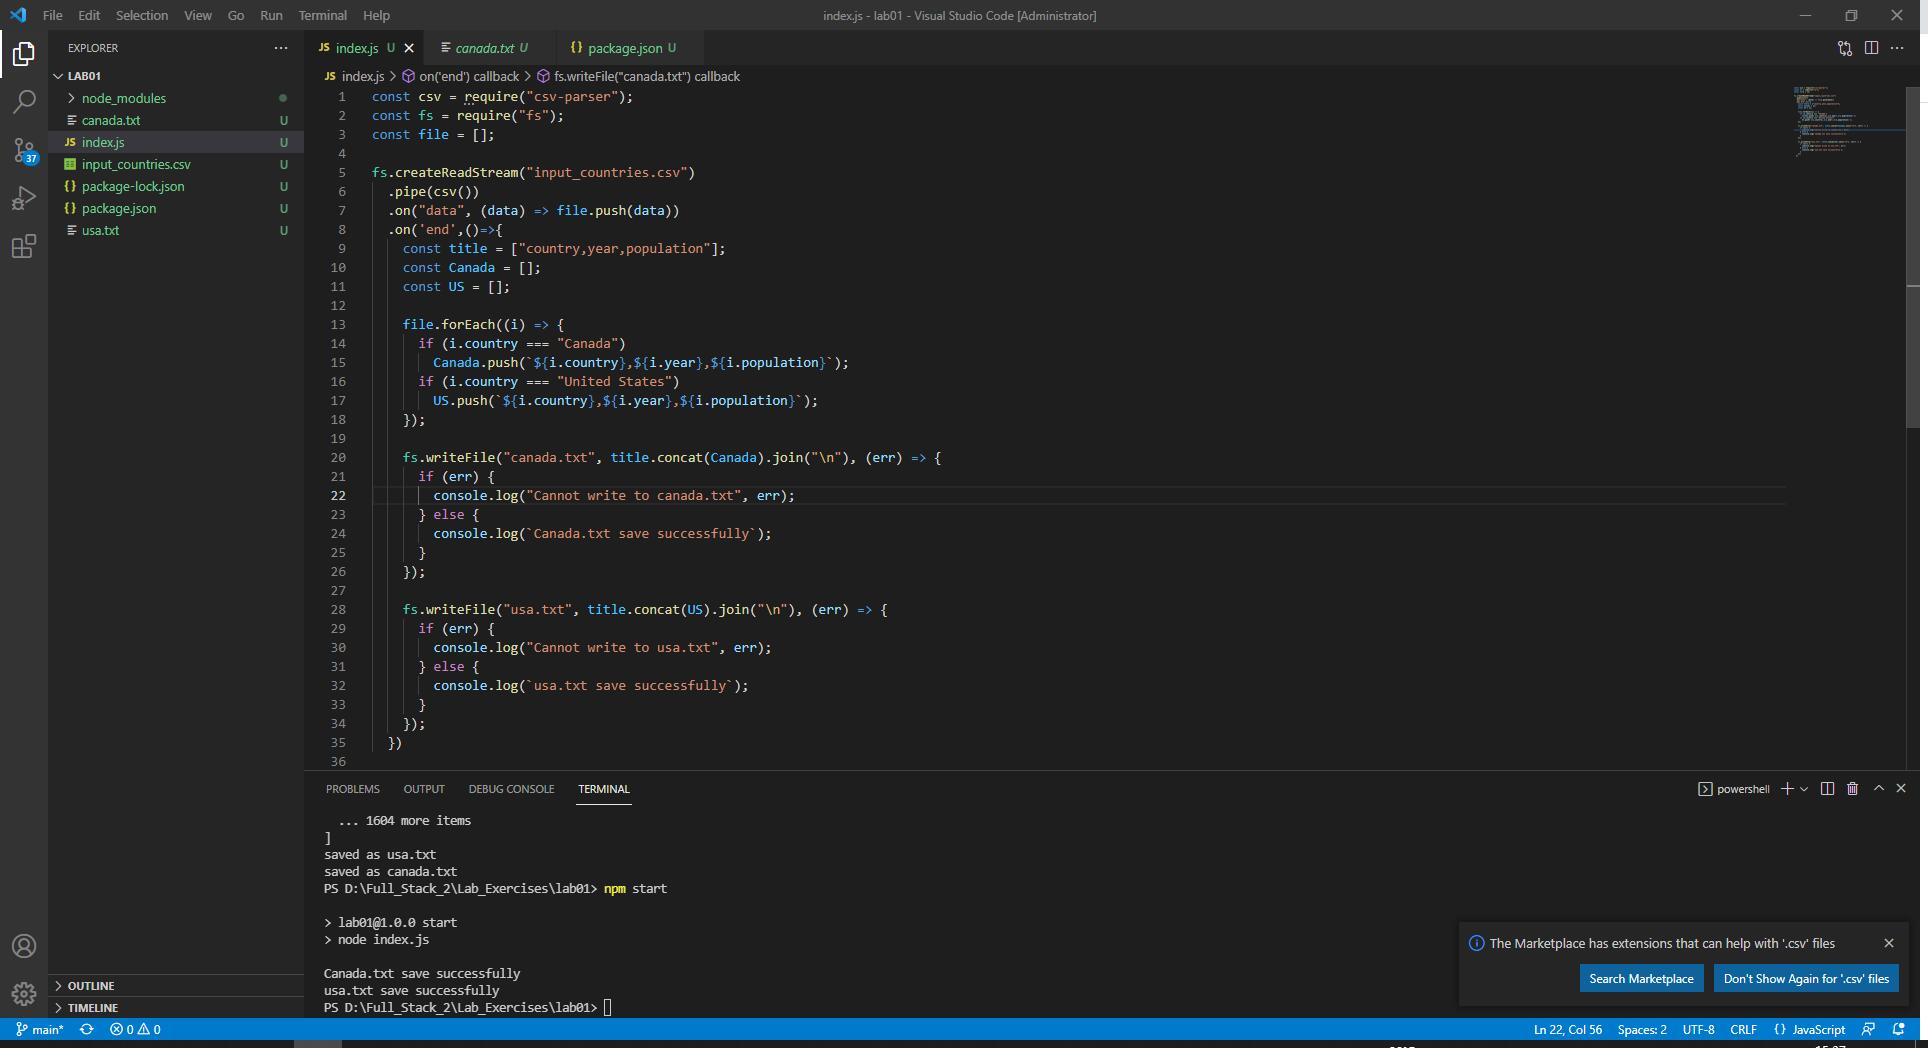 File Edit Selection View Go Run Terminal Help
index.js - lab01 - Visual Studio Code [Administrator]
EXPLORER
LAB01
node_modules
canada.txt U
JS index.js U
input_countries.csv U
{} package-lock.json U
{} package.json U
usa.txt U
37
OUTLINE
TIMELINE
JS index.js U
canada.txt U
{} package.json U
JS index.js > on('end') callback > fs.writeFile("canada.txt") callback
1 const csv = require("csv-parser");
2 const fs = require("fs");
3 const file = [];
4
5 fs.createReadStream("input_countries.csv")
6 .pipe(csv())
7 .on("data", (data) => file.push(data))
8 .on('end',()=>{
9 const title = ["country,year,population"];
10 const Canada = [];
11 const US = [];
12
13 file.forEach((i) => {
14 if (i.country === "Canada")
15 Canada.push(`${i.country},${i.year},${i.population}`);
16 if (i.country === "United States")
17 US.push(`${i.country},${i.year},${i.population}`);
18 });
19
20 fs.writeFile("canada.txt", title.concat(Canada).join("\n"), (err) => {
21 if (err) {
22 console.log("Cannot write to canada.txt", err);
23 } else {
24 console.log(`Canada.txt save successfully`);
25 }
26 });
27
28 fs.writeFile("usa.txt", title.concat(US).join("\n"), (err) => {
29 if (err) {
30 console.log("Cannot write to usa.txt", err);
31 } else {
32 console.log(`usa.txt save successfully`);
33 }
34 });
35 })
36
PROBLEMS OUTPUT DEBUG CONSOLE TERMINAL
powershell
... 1604 more items
]
saved as usa.txt
saved as canada.txt
PS D:\Full_Stack_2\Lab_Exercises\lab01> npm start
> lab01@1.0.0 start
> node index.js
Canada.txt save successfully
usa.txt save successfully
PS D:\Full_Stack_2\Lab_Exercises\lab01>
The Marketplace has extensions that can help with '.csv' files
Search Marketplace
Don't Show Again for '.csv' files
main* 0 0
Ln 22, Col 56 Spaces: 2 UTF-8 CRLF {} JavaScript